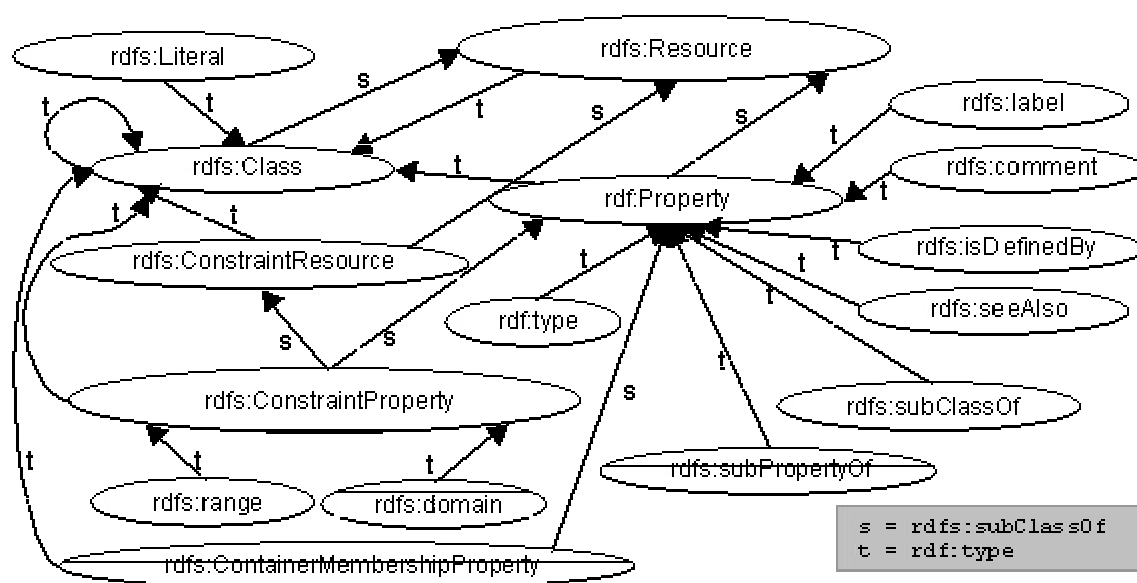 rdfs:Literal
rdfs:Resource
s
t
t
t
s
s
rdfs:label
t
rdfs:Class
t
rdfs:comment
t
rdf:Property
t
t
rdfs:ConstraintResource
t
rdfs:isDefinedBy
t
t
t
rdfs:seeAlso
rdf:type
s
s
t
rdfs:ConstraintProperty
s
rdfs:subClassOf
t
t
t
rdfs:subPropertyOf
rdfs:range
rdfs:domain
s = rdfs:subClassOf
t = rdf:type
rdfs:ContainerMembershipProperty